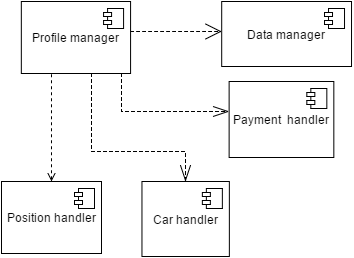 Profile manager
Data manager
Payment handler
Position handler
Car handler